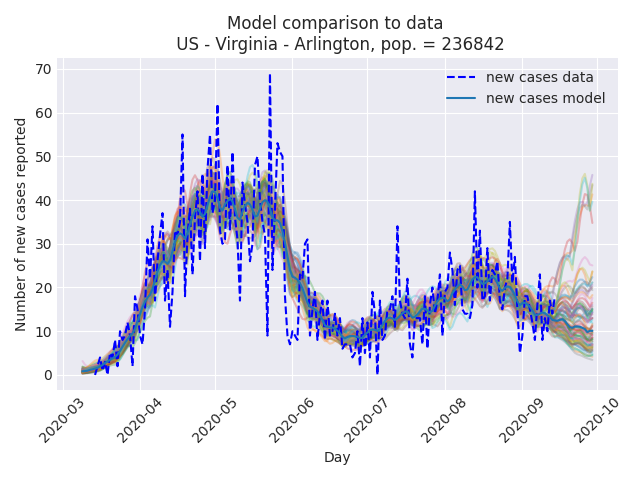 Model comparison to data
US - Virginia - Arlington, pop. = 236842
new cases data
new cases model
Number of new cases reported
70
60
50
40
30
20
10
0
2020-03
2020-04
2020-05
2020-06
2020-07
2020-08
2020-09
2020-10
Day